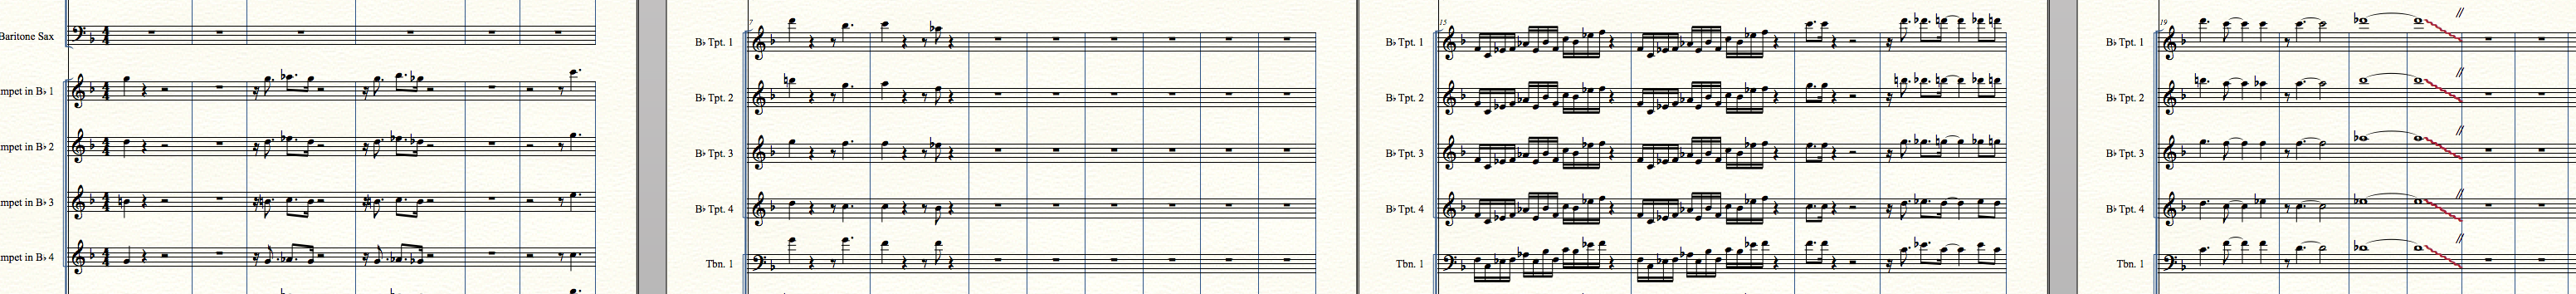 Baritone Sax
mpet in B♭ 1
mpet in B♭ 2
mpet in B♭ 3
mpet in B♭ 4
7
B♭ Tpt. 1
B♭ Tpt. 2
B♭ Tpt. 3
B♭ Tpt. 4
Tbn. 1
15
B♭ Tpt. 1
B♭ Tpt. 2
B♭ Tpt. 3
B♭ Tpt. 4
Tbn. 1
19
B♭ Tpt. 1
B♭ Tpt. 2
B♭ Tpt. 3
B♭ Tpt. 4
Tbn. 1